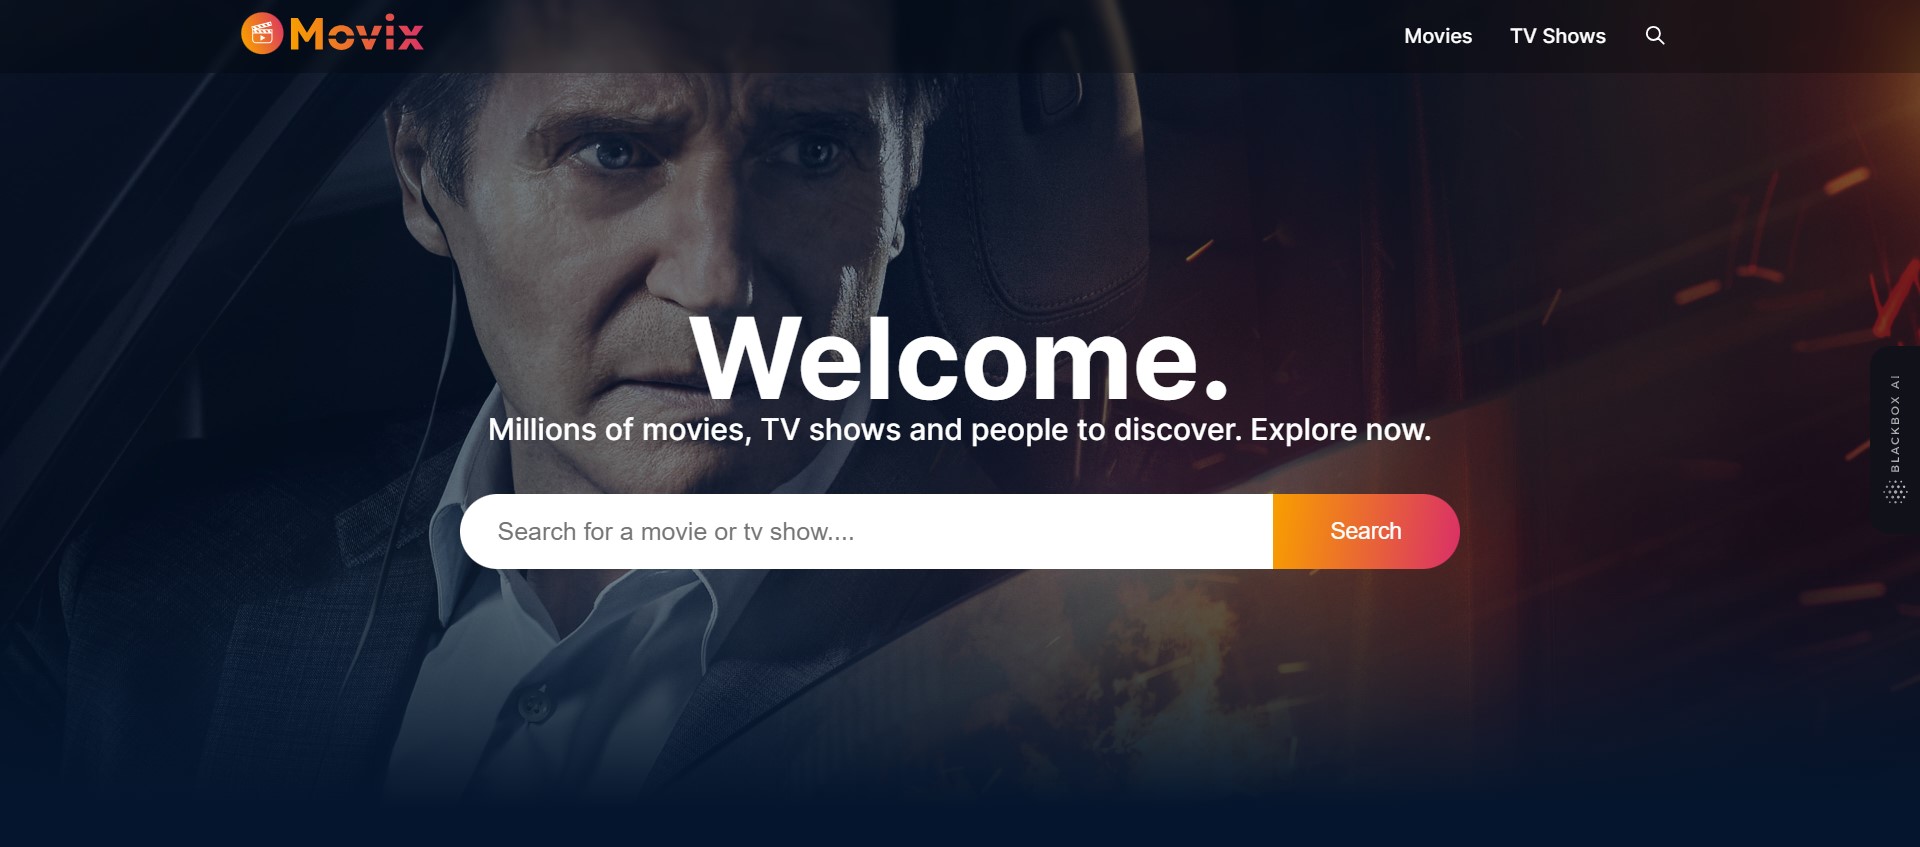 Movix
Movies
TV Shows
Welcome.
Millions of movies, TV shows and people to discover. Explore now.
Search for a movie or tv show....
Search
BLACKBOX AI